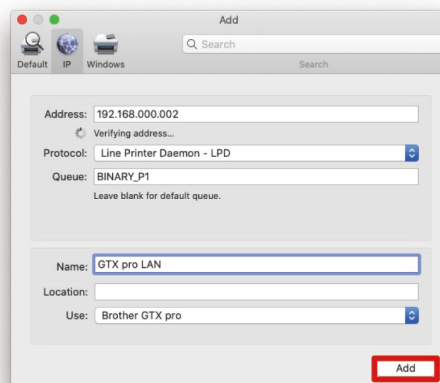 Add
Search
Default IP Windows
Search
Address: 192.168.000.002
Verifying address...
Protocol: Line Printer Daemon - LPD
Queue: BINARY_P1
Leave blank for default queue.
Name: GTX pro LAN
Location:
Use: Brother GTX pro
Add